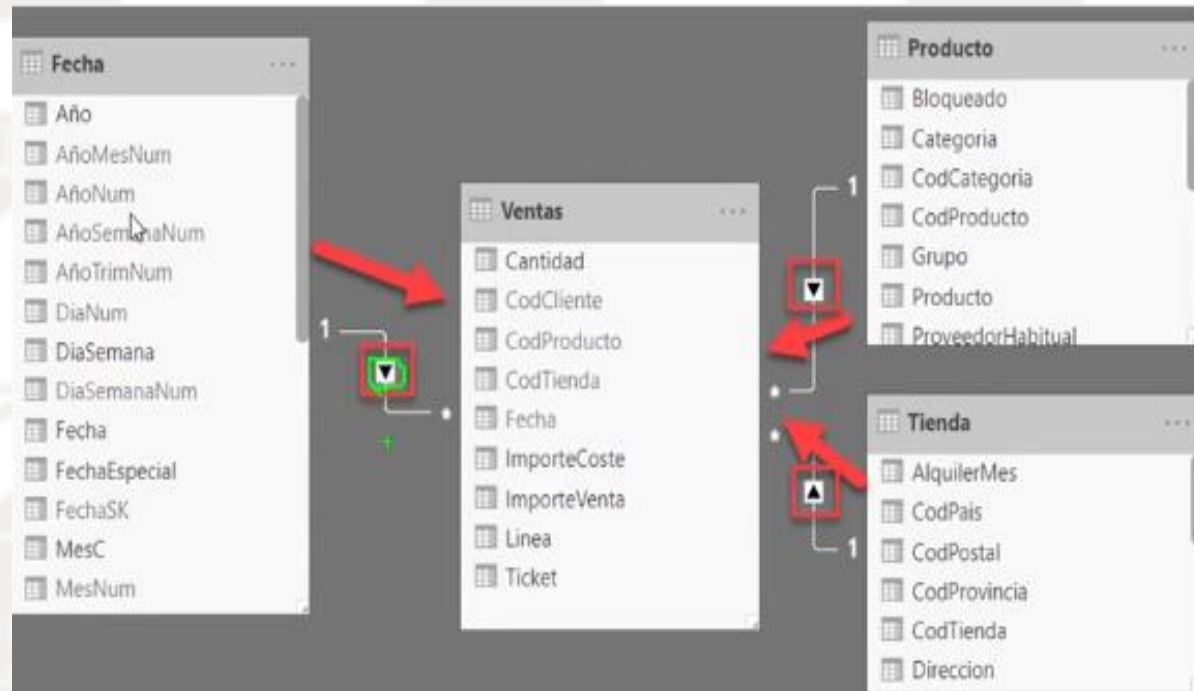 Fecha
Año
AñoMesNum
AñoNum
AñoSemanaNum
AñoTrimNum
DiaNum
DiaSemana
DiaSemanaNum
Fecha
FechaEspecial
FechaSK
MesC
MesNum
1
*
Ventas
Cantidad
CodCliente
CodProducto
CodTienda
Fecha
ImporteCoste
ImporteVenta
Linea
Ticket
1
*
*
1
Producto
Bloqueado
Categoria
CodCategoria
CodProducto
Grupo
Producto
ProveedorHabitual
Tienda
AlquilerMes
CodPais
CodPostal
CodProvincia
CodTienda
Direccion